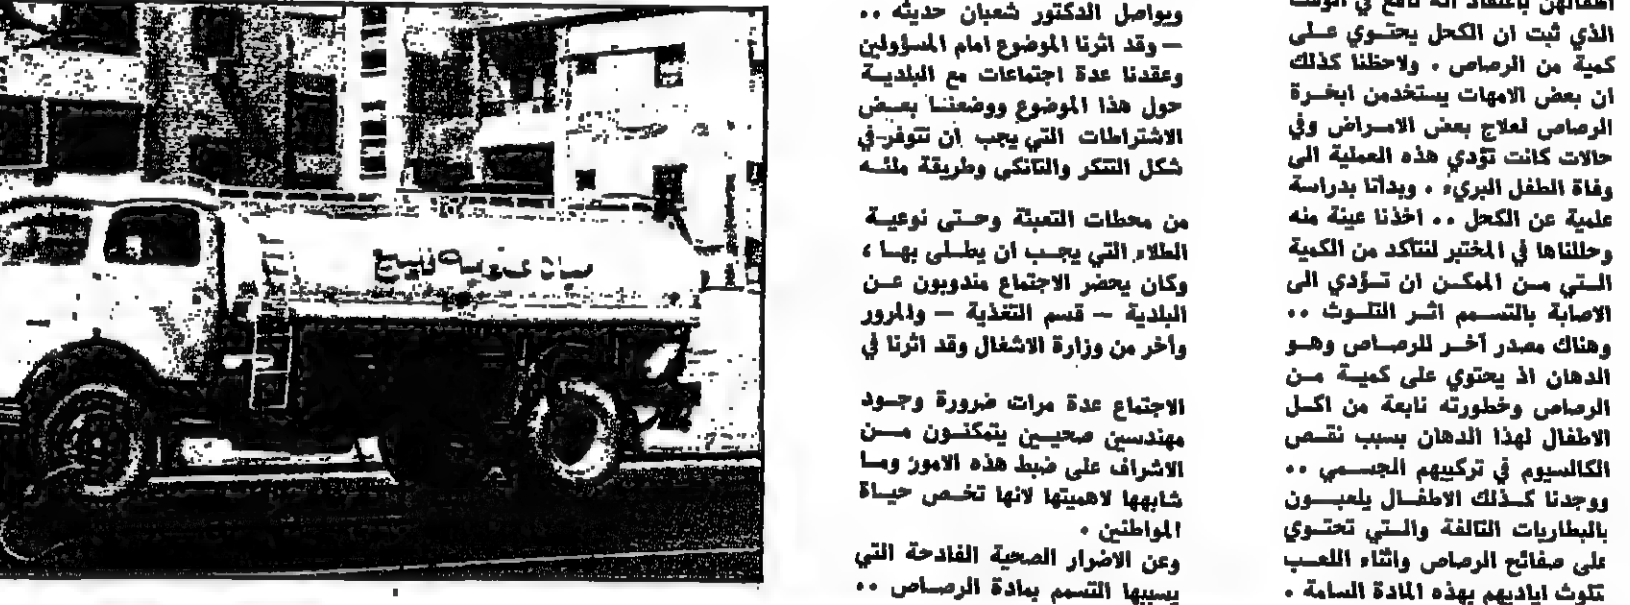 اطفالهن باعتقاد انه نافع في الوقت
الذي ثبت ان الكحل يحتوي على
كمية من الرصاص . ولاحظنا كذلك
ان بعض الامهات يستخدمن ابخرة
الرصاص لعلاج بعض الامراض وفي
حالات كانت تؤدي هذه العملية الى
وفاة الطفل البريء . وبدأنا بدراسة
علمية عن الكحل .. اخذنا عينة منه
وحللناها في المختبر لنتأكد من الكمية
التي من الممكن ان تؤدي الى
الاصابة بالتسمم اثر التلوث ..
وهناك مصدر آخر للرصاص وهو
الدهان اذ يحتوي على كمية من
الرصاص وخطورته نابعة من اكل
الاطفال لهذا الدهان بسبب نقص
الكالسيوم في تركيبهم الجسمي ..
ووجدنا كذلك الاطفال يلعبون
بالبطاريات التالفة والتي تحتوي
على صفائح الرصاص واثناء اللعب
تتلوث اياديهم بهذه المادة السامة .
ويواصل الدكتور شعبان حديثه ..
— وقد اثرنا الموضوع امام المسؤولين
وعقدنا عدة اجتماعات مع البلدية
حول هذا الموضوع ووضعنا بعض
الاشتراطات التي يجب ان تتوفر في
شكل التنكر والتانكي وطريقة ملئه
من محطات التعبئة وحتى نوعية
الطلاء التي يجب ان يطلى بها ،
وكان يحضر الاجتماع مندوبون عن
البلدية — قسم التغذية — والمرور
وآخر من وزارة الاشغال وقد اثرنا في
الاجتماع عدة مرات ضرورة وجود
مهندسين صحيين يتمكنون من
الاشراف على ضبط هذه الامور وما
شابهها لاهميتها لانها تخص حياة
المواطنين .
وعن الاضرار الصحية الفادحة التي
يسببها التسمم بمادة الرصاص ..